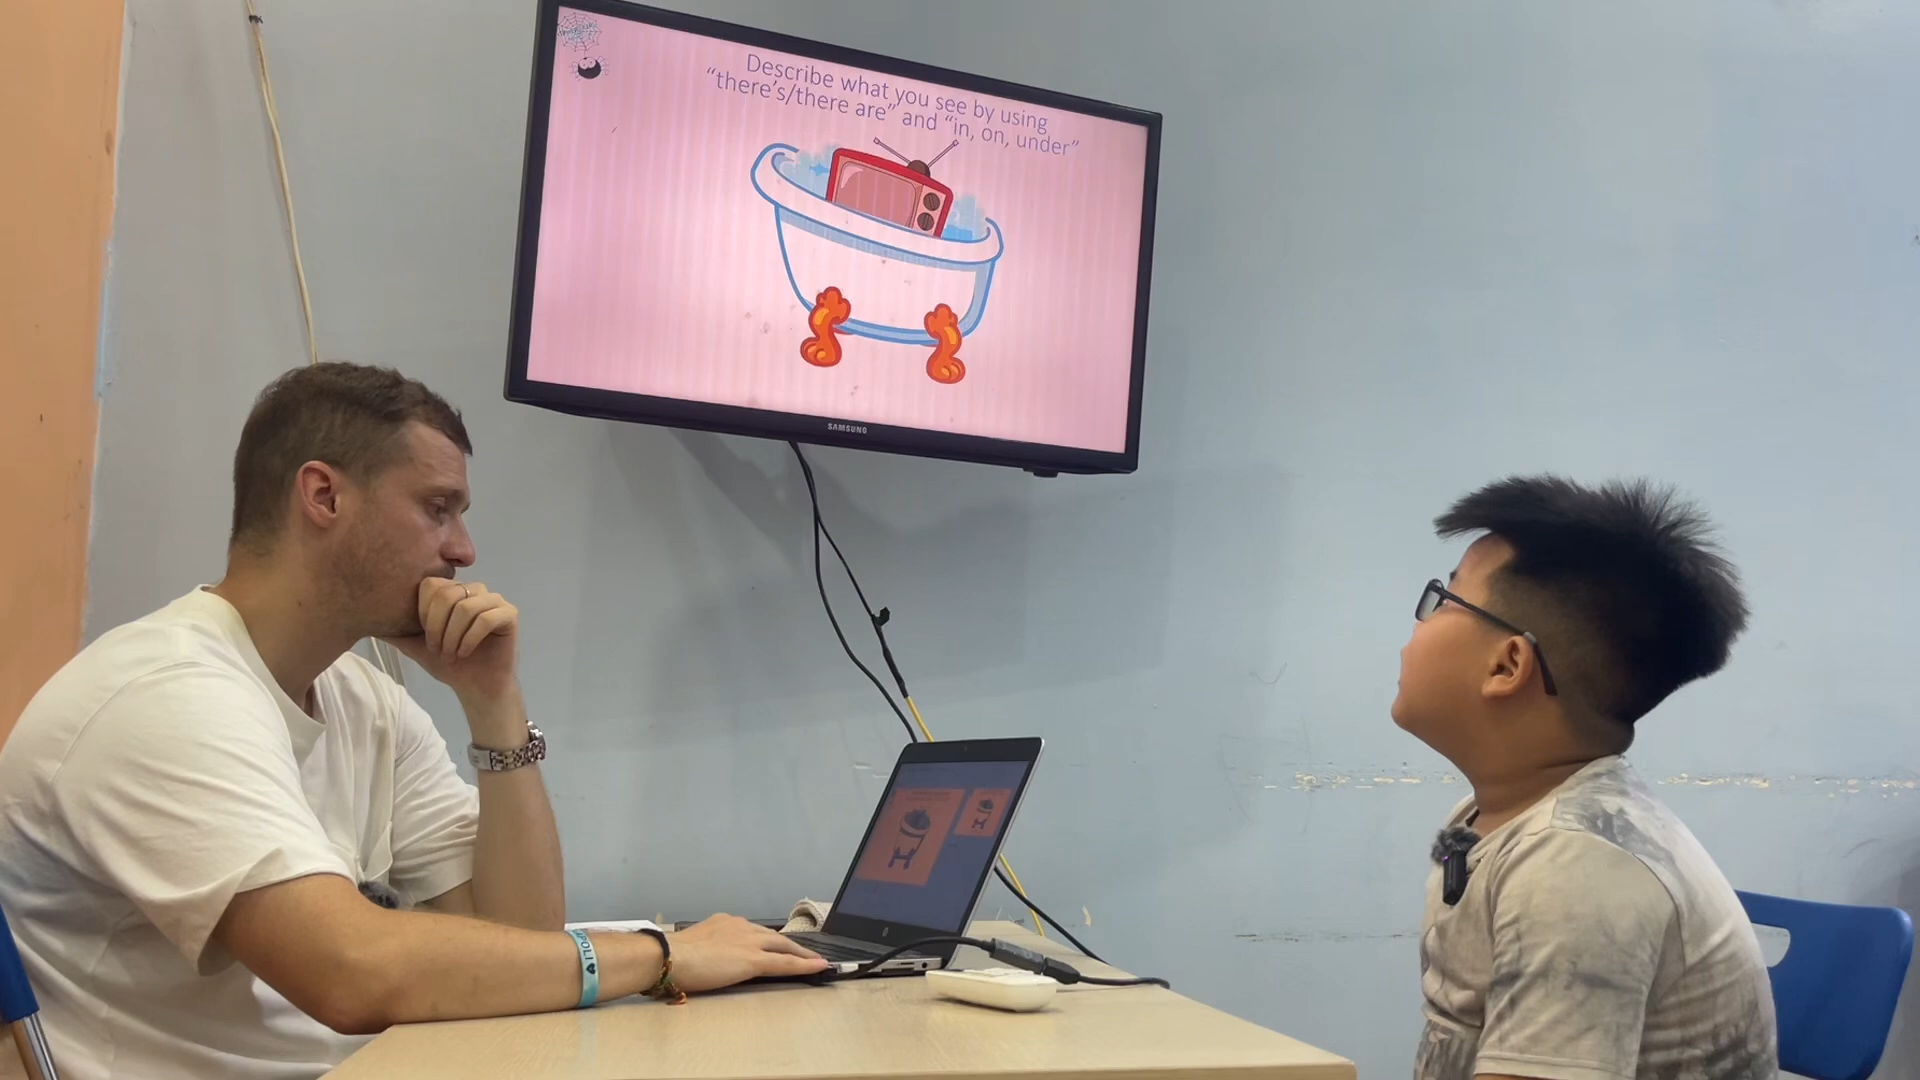 Describe what you see by using
“there’s/there are” and “in, on, under”
SAMSUNG